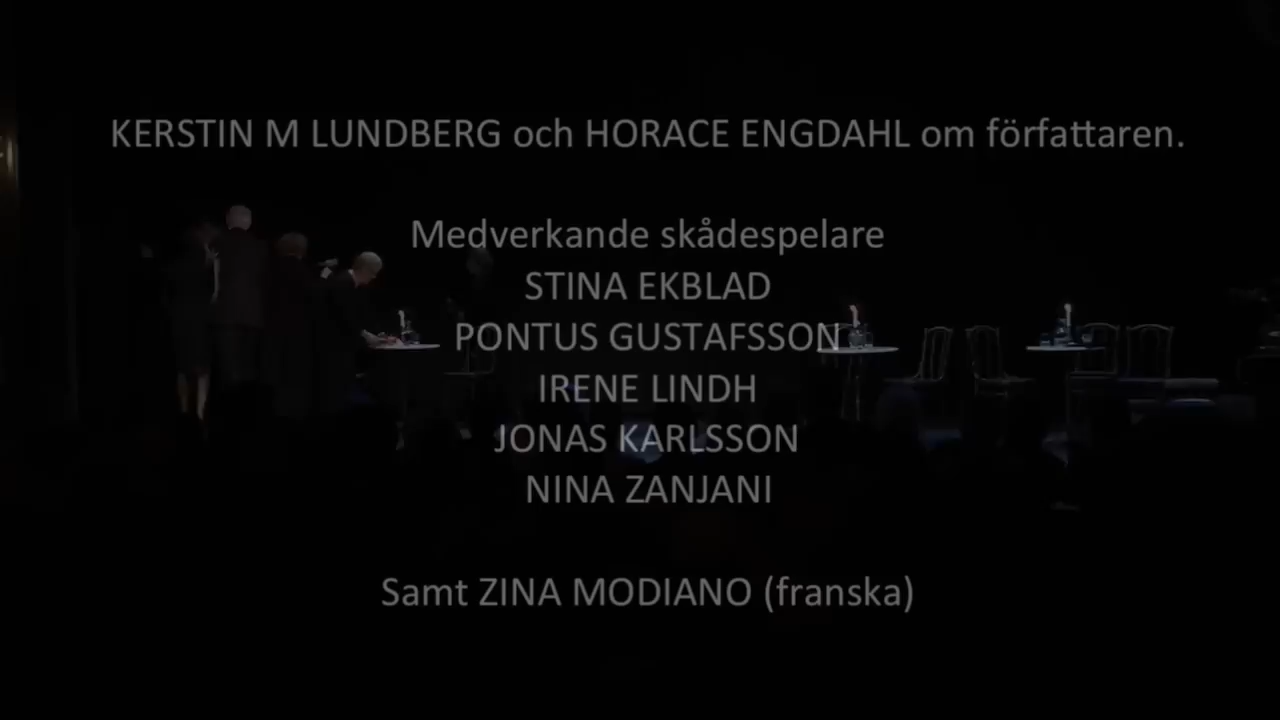 KERSTIN M LUNDBERG och HORACE ENGDAHL om författaren.
Medverkande skådespelare
STINA EKBLAD
PONTUS GUSTAFSSON
IRENE LINDH
JONAS KARLSSON
NINA ZANJANI
Samt ZINA MODIANO (franska)